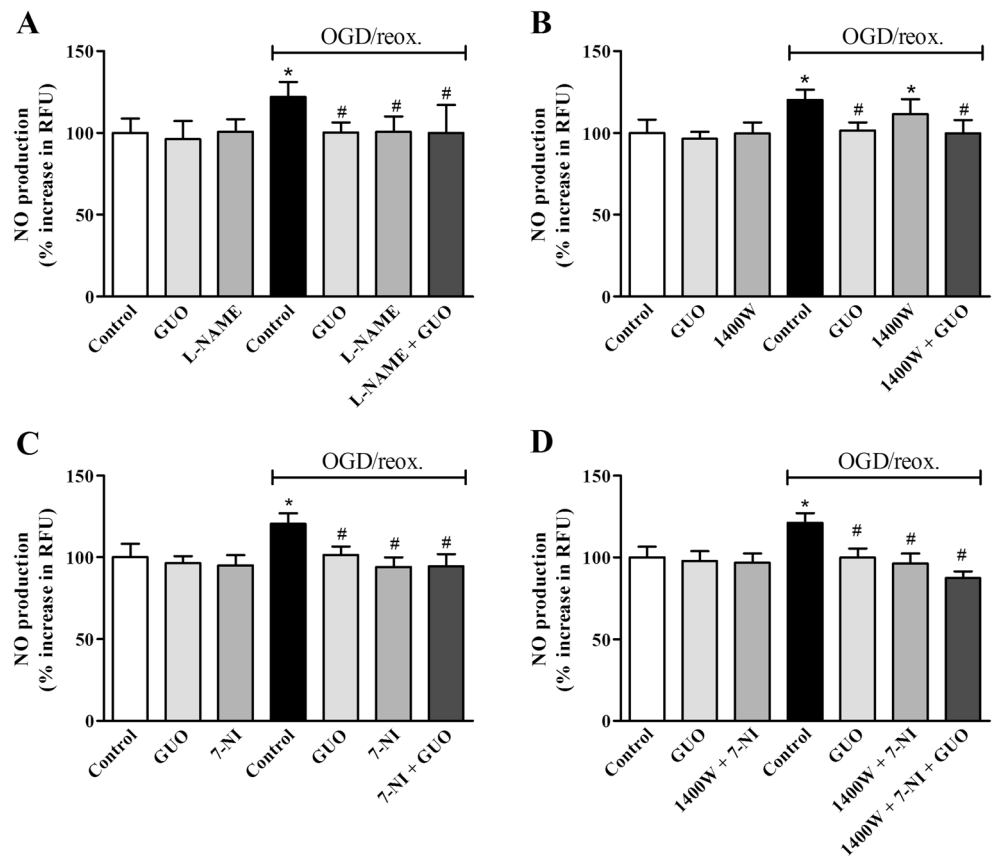 A
OGD/reox.
NO production
(% increase in RFU)
150
100
50
0
*
#
#
#
Control
GUO
L-NAME
Control
GUO
L-NAME
L-NAME + GUO
B
OGD/reox.
NO production
(% increase in RFU)
150
100
50
0
*
#
*
#
Control
GUO
1400W
Control
GUO
1400W
1400W + GUO
C
OGD/reox.
NO production
(% increase in RFU)
150
100
50
0
*
#
#
#
Control
GUO
7-NI
Control
GUO
7-NI
7-NI + GUO
D
OGD/reox.
NO production
(% increase in RFU)
150
100
50
0
*
#
#
#
Control
GUO
1400W + 7-NI
Control
GUO
1400W + 7-NI
1400W + 7-NI + GUO